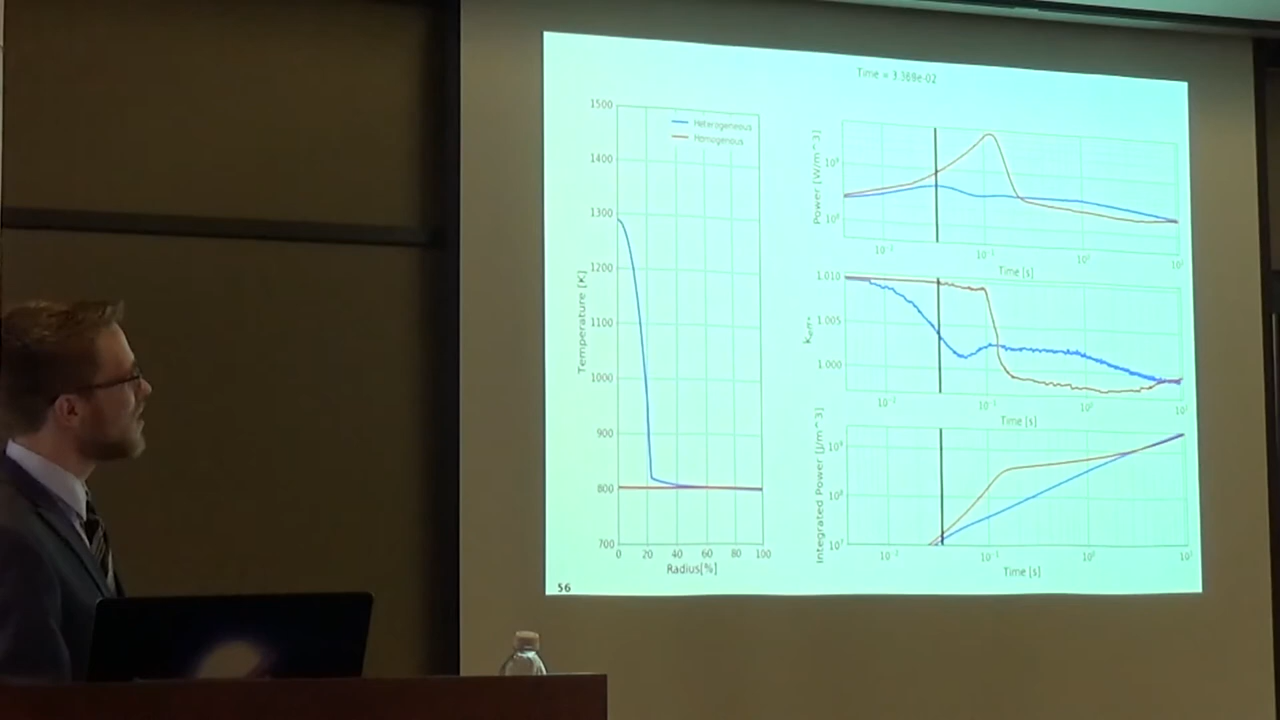 Time = 3.369e-02
1500
1400
1300
1200
1100
1000
900
800
700
Temperature [K]
0 20 40 60 80 100
Radius[%]
Heterogeneous
Homogenous
Power [W/m^3]
Time [s]
1.010
1.005
1.000
Time [s]
Integrated Power [J/m^3]
Time [s]
56